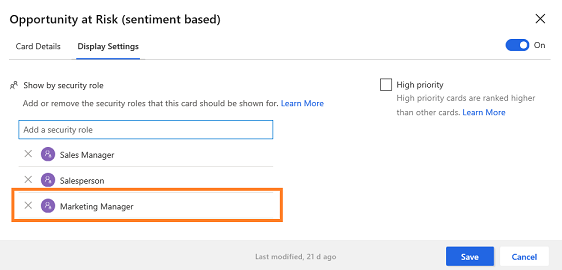 Opportunity at Risk (sentiment based)
Card Details
Display Settings
On
Show by security role
Add or remove the security roles that this card should be shown for. Learn More
Add a security role
Sales Manager
Salesperson
Marketing Manager
High priority
High priority cards are ranked higher
than other cards. Learn More
Last modified, 21 d ago
Save
Cancel